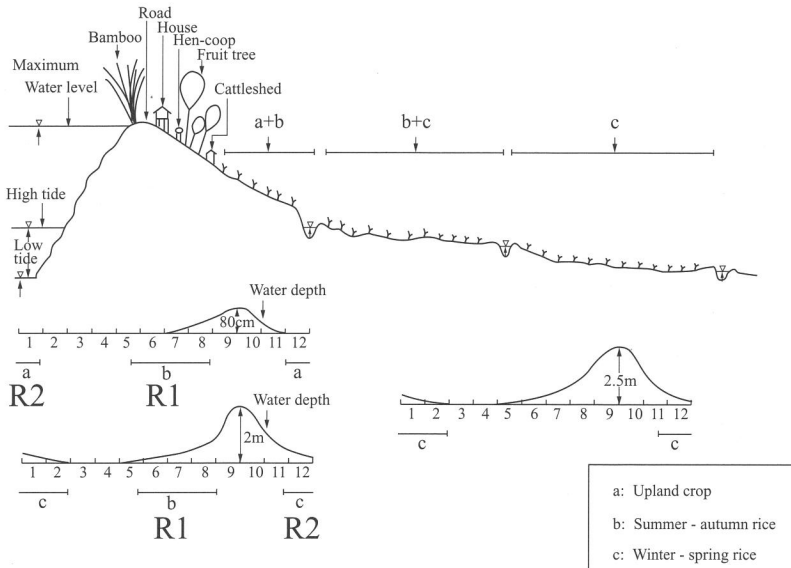 Road
House
Bamboo
Hen-coop
Fruit tree
Maximum
Water level
Cattleshed
a+b
b+c
c
High tide
Low
tide
Water depth
80cm
1 2 3 4 5 6 7 8 9 10 11 12
a
b
a
R2
R1
2.5m
1 2 3 4 5 6 7 8 9 10 11 12
c
c
Water depth
2m
1 2 3 4 5 6 7 8 9 10 11 12
c
b
c
R1
R2
a: Upland crop
b: Summer - autumn rice
c: Winter - spring rice